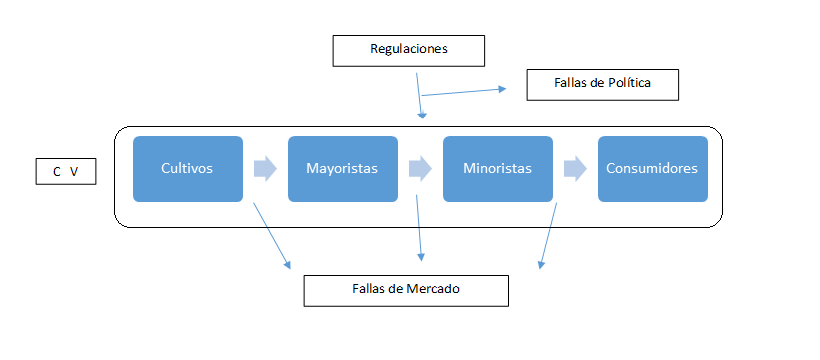 Regulaciones
Fallas de Política
C V
Cultivos
Mayoristas
Minoristas
Consumidores
Fallas de Mercado